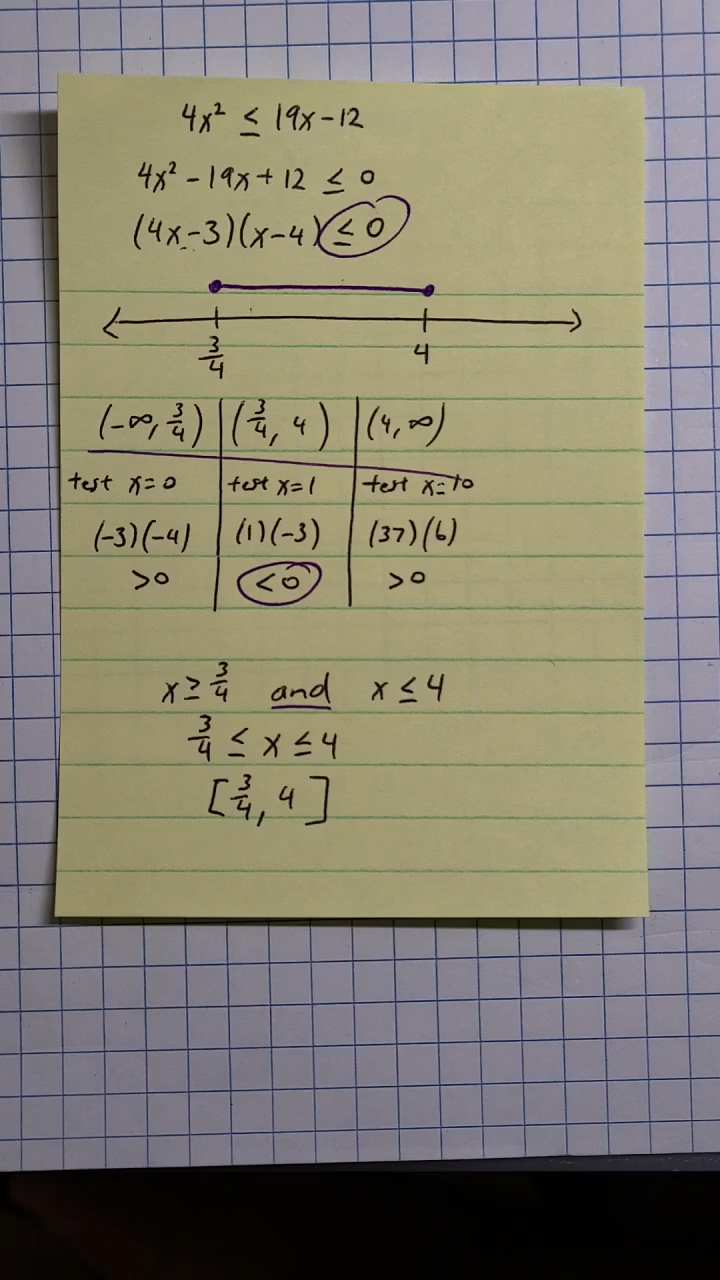 4x² ≤ 19x - 12
4x² - 19x + 12 ≤ 0
(4x - 3)(x - 4) ≤ 0
3/4 4
(-∞, 3/4) (3/4, 4) (4, ∞)
test x = 0 test x = 1 test x = 10
(-3)(-4) (1)(-3) (37)(6)
>0 <0 >0
x ≥ 3/4 and x ≤ 4
3/4 ≤ x ≤ 4
[3/4, 4]